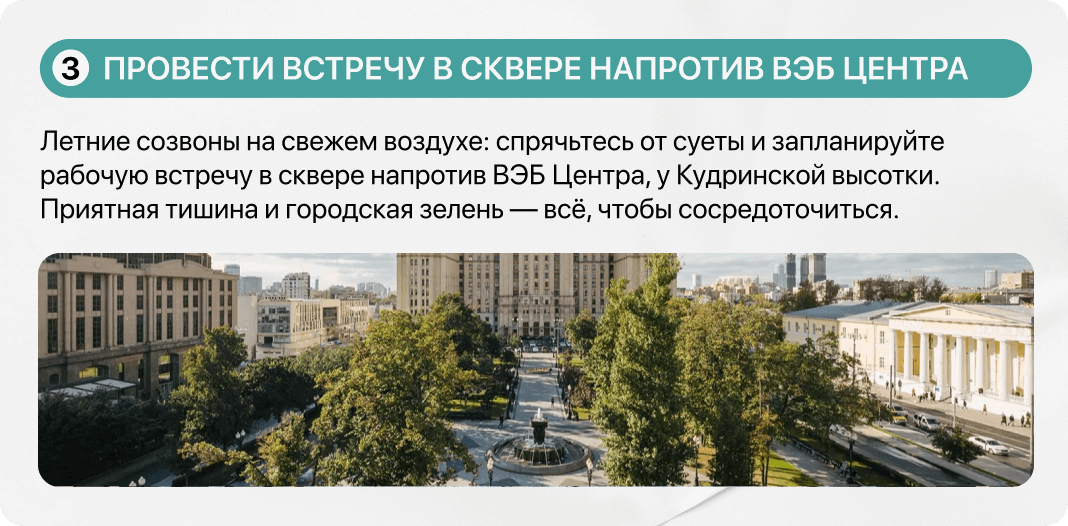 3 ПРОВЕСТИ ВСТРЕЧУ В СКВЕРЕ НАПРОТИВ ВЭБ ЦЕНТРА
Летние созвоны на свежем воздухе: спрячьтесь от суеты и запланируйте
рабочую встречу в сквере напротив ВЭБ Центра, у Кудринской высотки.
Приятная тишина и городская зелень — всё, чтобы сосредоточиться.